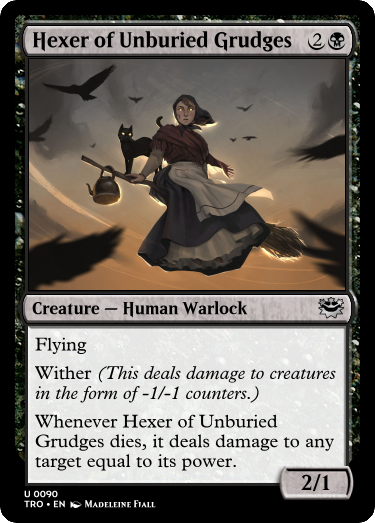 Hexer of Unburied Grudges 2
Creature — Human Warlock
Flying
Wither (This deals damage to creatures
in the form of -1/-1 counters.)
Whenever Hexer of Unburied
Grudges dies, it deals damage to any
target equal to its power.
2/1
U 0090
TRO • EN Madeleine Fiall